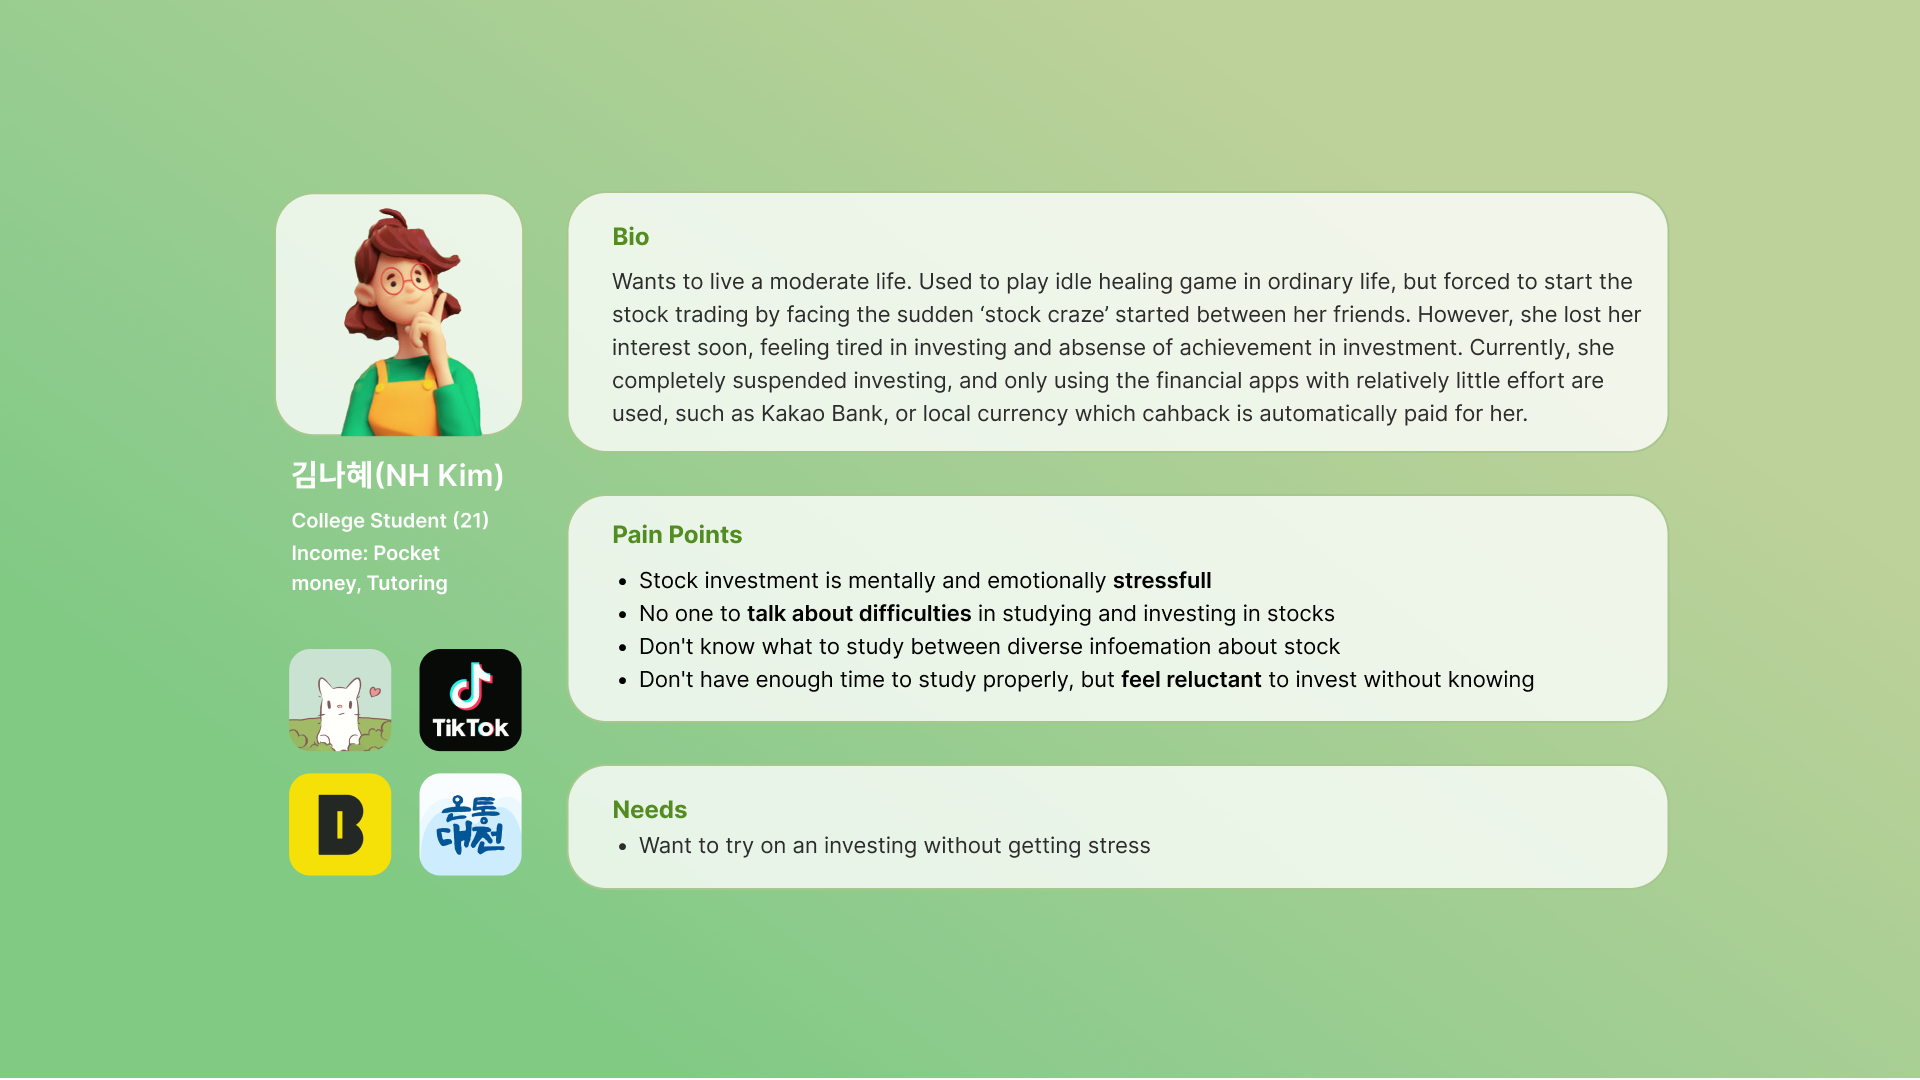 김나혜(NH Kim)
College Student (21)
Income: Pocket
money, Tutoring
TikTok
B
온통
대전
Bio
Wants to live a moderate life. Used to play idle healing game in ordinary life, but forced to start the
stock trading by facing the sudden ‘stock craze’ started between her friends. However, she lost her
interest soon, feeling tired in investing and absense of achievement in investment. Currently, she
completely suspended investing, and only using the financial apps with relatively little effort are
used, such as Kakao Bank, or local currency which cahback is automatically paid for her.
Pain Points
• Stock investment is mentally and emotionally stressfull
• No one to talk about difficulties in studying and investing in stocks
• Don't know what to study between diverse infoemation about stock
• Don't have enough time to study properly, but feel reluctant to invest without knowing
Needs
• Want to try on an investing without getting stress